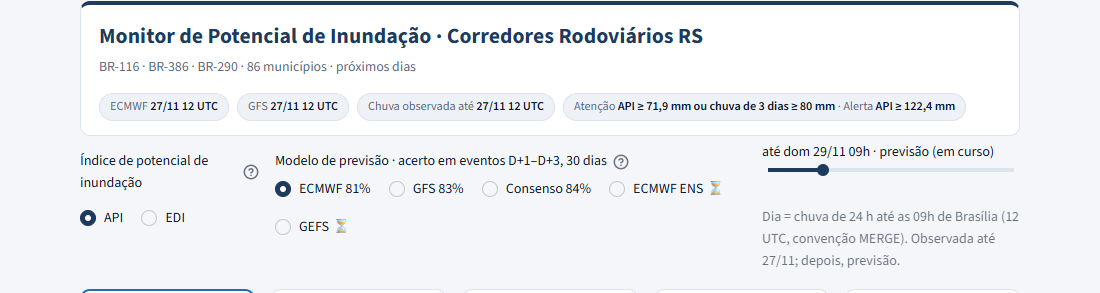 Monitor de Potencial de Inundação · Corredores Rodoviários RS
BR-116 · BR-386 · BR-290 · 86 municípios · próximos dias
ECMWF 27/11 12 UTC
GFS 27/11 12 UTC
Chuva observada até 27/11 12 UTC
Atenção API ≥ 71,9 mm ou chuva de 3 dias ≥ 80 mm · Alerta API ≥ 122,4 mm
Índice de potencial de
inundação
API
EDI
Modelo de previsão · acerto em eventos D+1–D+3, 30 dias
ECMWF 81%
GFS 83%
Consenso 84%
ECMWF ENS ⏳
GEFS ⏳
até dom 29/11 09h · previsão (em curso)
Dia = chuva de 24 h até as 09h de Brasília (12
UTC, convenção MERGE). Observada até
27/11; depois, previsão.